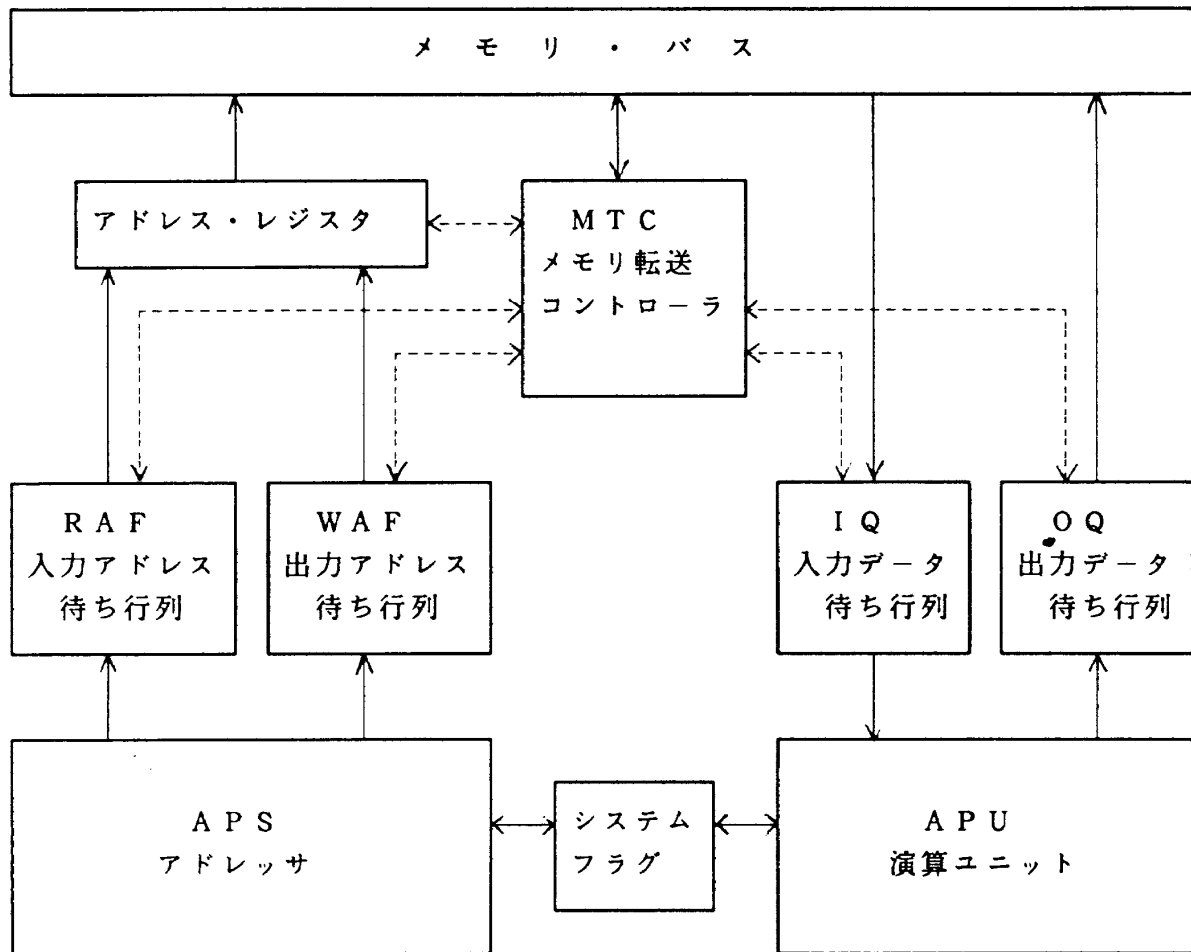 メモリ・バス
アドレス・レジスタ
MTC
メモリ転送
コントローラ
RAF
入力アドレス
待ち行列
WAF
出力アドレス
待ち行列
IQ
入力データ
待ち行列
OQ
出力データ
待ち行列
APS
アドレッサ
システム
フラグ
APU
演算ユニット